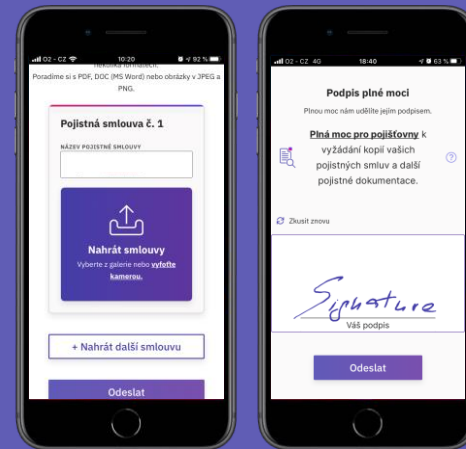 O2 - CZ
10:20
92 %
několika formátech.
Poradíme si s PDF, DOC (MS Word) nebo obrázky v JPEG a
PNG.
Pojistná smlouva č. 1
NÁZEV POJISTNÉ SMLOUVY
Nahrát smlouvy
Vyberte z galerie nebo vyfoťte
kamerou.
+ Nahrát další smlouvu
Odeslat
O2 - CZ 4G
18:40
63 %
Podpis plné moci
Plnou moc nám udělíte jejím podpisem.
Plná moc pro pojišťovny k
vyžádání kopií vašich
pojistných smluv a další
pojistné dokumentace.
?
Zkusit znovu
Signature
Váš podpis
Odeslat